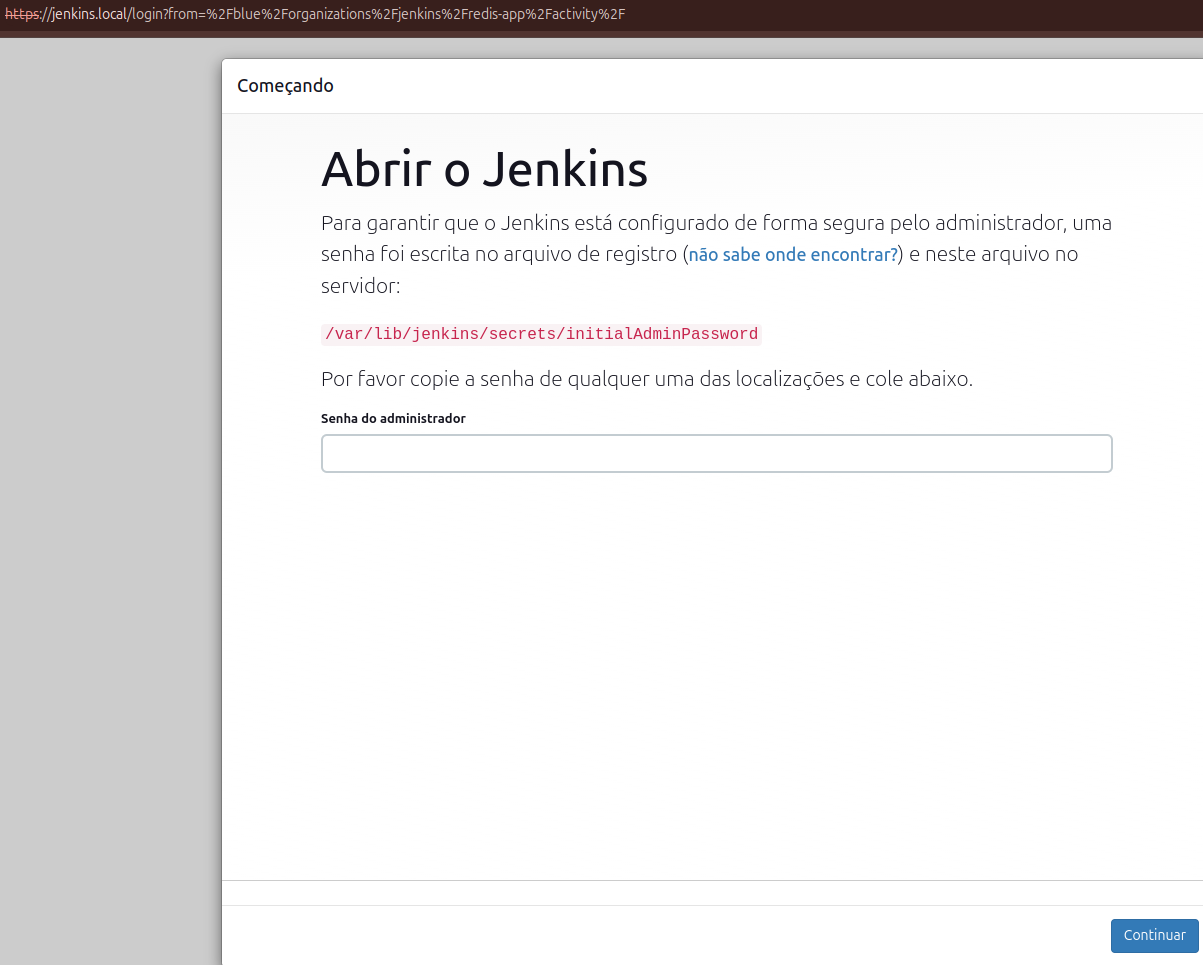 https://jenkins.local/login?from=%2Fblue%2Forganizations%2Fjenkins%2Fredis-app%2Factivity%2F
Começando
Abrir o Jenkins
Para garantir que o Jenkins está configurado de forma segura pelo administrador, uma
senha foi escrita no arquivo de registro (não sabe onde encontrar?) e neste arquivo no
servidor:
/var/lib/jenkins/secrets/initialAdminPassword
Por favor copie a senha de qualquer uma das localizações e cole abaixo.
Senha do administrador
Continuar